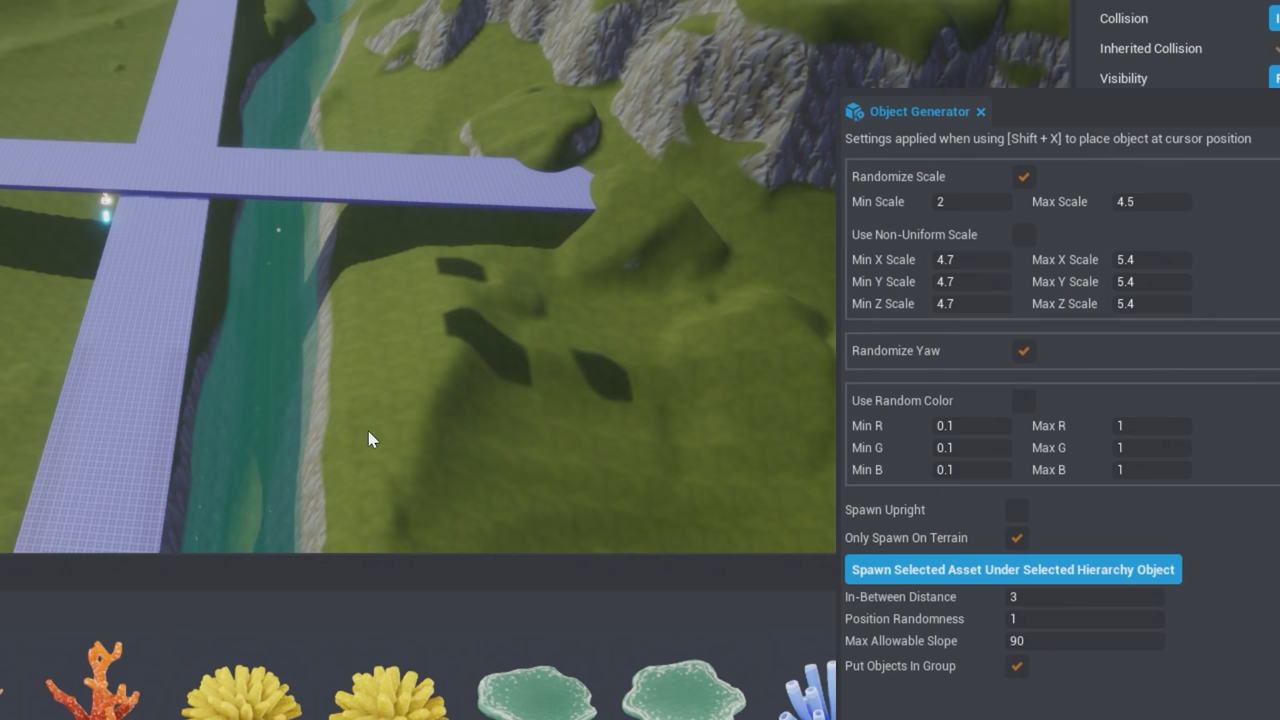 Collision
Inherited Collision
Visibility
Object Generator
Settings applied when using [Shift + X] to place object at cursor position
Randomize Scale
Min Scale 2 Max Scale 4.5
Use Non-Uniform Scale
Min X Scale 4.7 Max X Scale 5.4
Min Y Scale 4.7 Max Y Scale 5.4
Min Z Scale 4.7 Max Z Scale 5.4
Randomize Yaw
Use Random Color
Min R 0.1 Max R 1
Min G 0.1 Max G 1
Min B 0.1 Max B 1
Spawn Upright
Only Spawn On Terrain
Spawn Selected Asset Under Selected Hierarchy Object
In-Between Distance 3
Position Randomness 1
Max Allowable Slope 90
Put Objects In Group